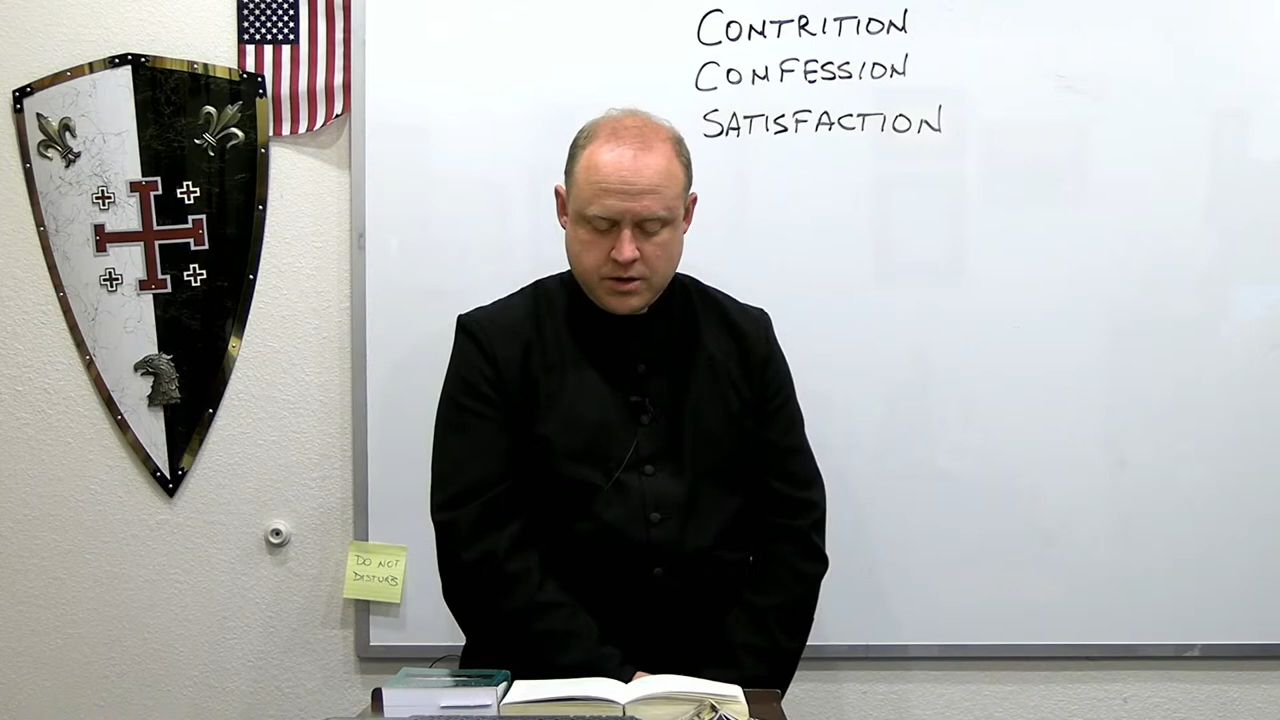 CONTRITION
CONFESSION
SATISFACTION
DO NOT
DISTURB